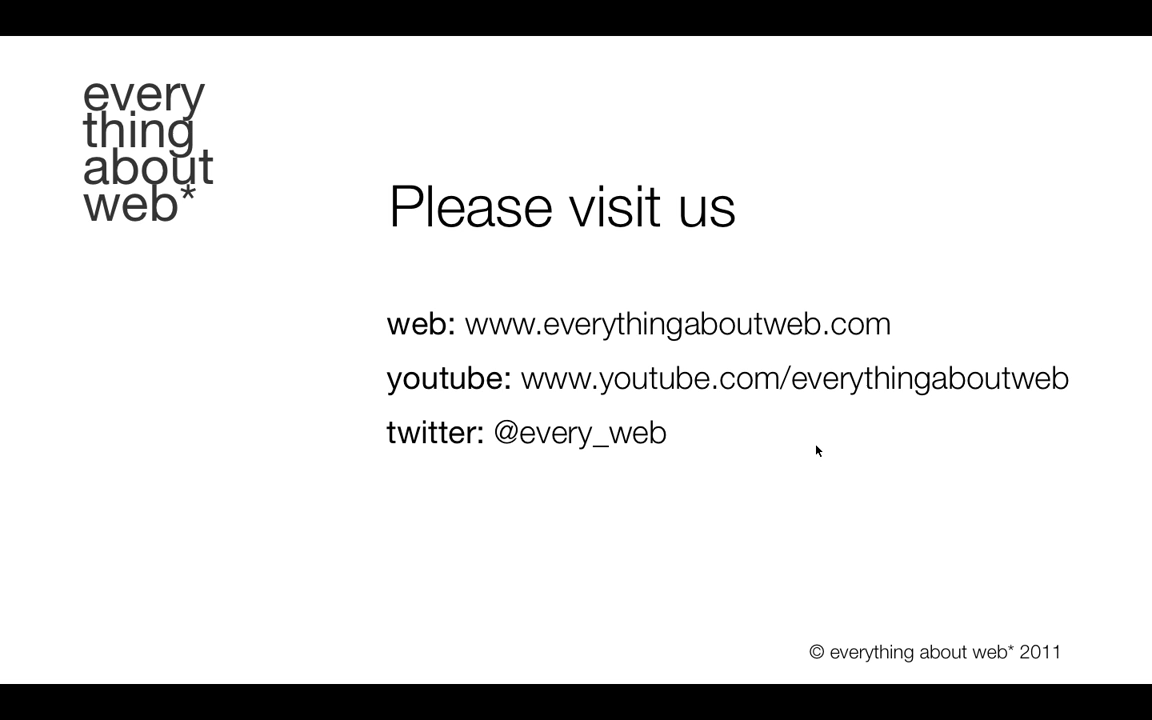 every
thing
about
web*
Please visit us
web: www.everythingaboutweb.com
youtube: www.youtube.com/everythingaboutweb
twitter: @every_web
© everything about web* 2011